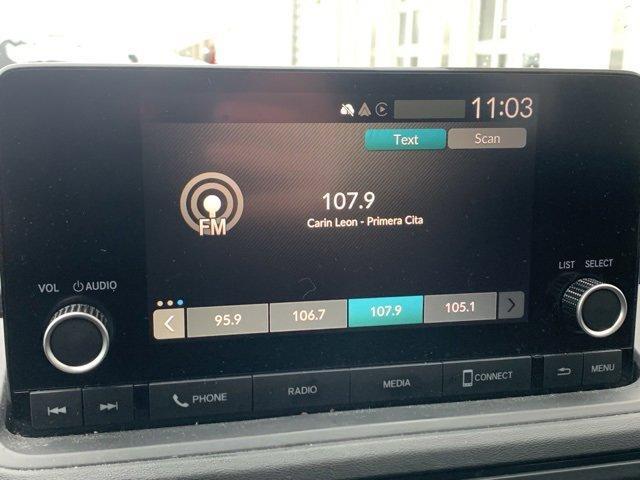 11:03
Text Scan
107.9
Carin Leon - Primera Cita
FM
VOL AUDIO
LIST SELECT
95.9 106.7 107.9 105.1
PHONE RADIO MEDIA CONNECT MENU